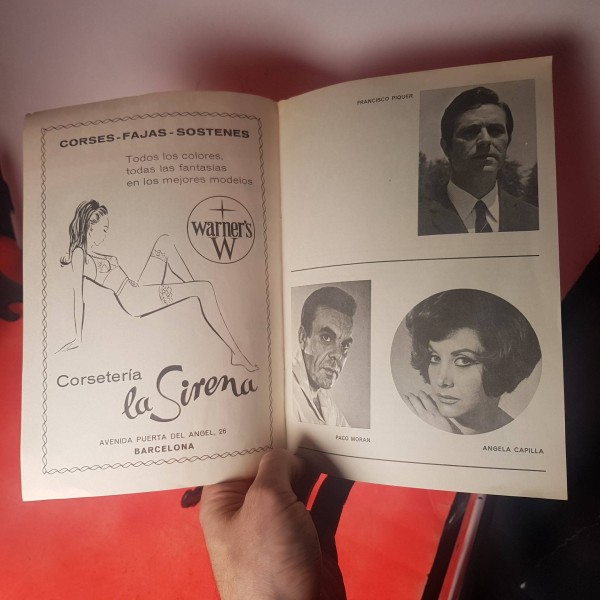 CORSES-FAJAS-SOSTENES
Todos los colores,
todas las fantasias
en los mejores modelos
warner's
W
Corsetería
la Sirena
AVENIDA PUERTA DEL ANGEL, 26
BARCELONA
FRANCISCO PIQUER
PACO MORAN
ANGELA CAPILLA